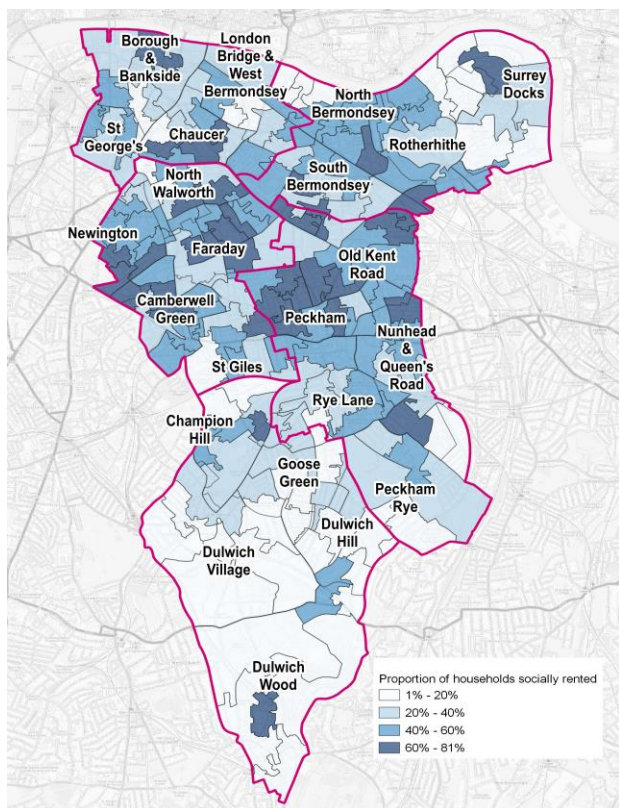 Borough
& 
Bankside
London
Bridge &
West
Bermondsey
Surrey
Docks
North
Bermondsey
St
George's
Chaucer
Rotherhithe
South
Bermondsey
North
Walworth
Newington
Faraday
Old Kent
Road
Camberwell
Green
Peckham
Nunhead
&
Queen's
Road
St Giles
Rye Lane
Champion
Hill
Goose
Green
Peckham
Rye
Dulwich
Village
Dulwich
Hill
Dulwich
Wood
Proportion of households socially rented
1% - 20%
20% - 40%
40% - 60%
60% - 81%